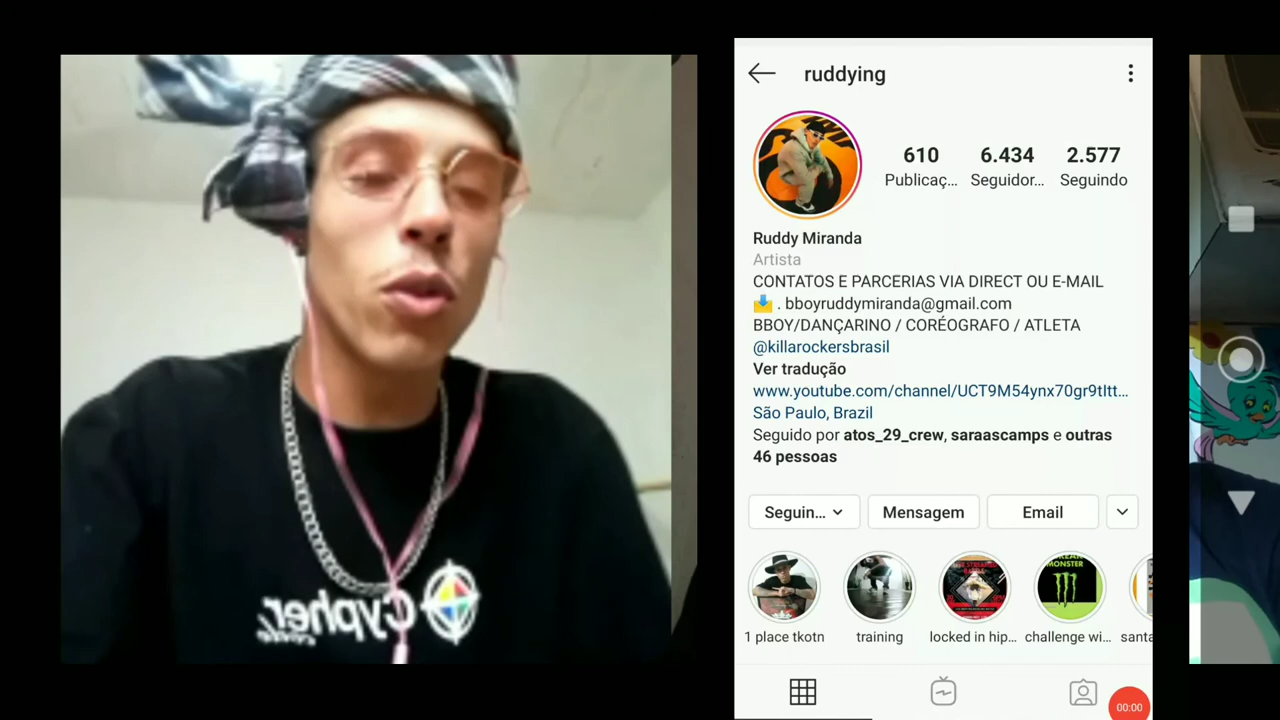 ruddying
610 6.434 2.577
Publicaç... Seguidor... Seguindo
Ruddy Miranda
Artista
CONTATOS E PARCERIAS VIA DIRECT OU E-MAIL
📩 . bboyruddymiranda@gmail.com
BBOY/DANÇARINO / CORÉOGRAFO / ATLETA
@killarockersbrasil
Ver tradução
www.youtube.com/channel/UCT9M54ynx70gr9tItt...
São Paulo, Brazil
Seguido por atos_29_crew, saraascamps e outras
46 pessoas
Seguin... Mensagem Email
MONSTER
1 place tkotn training locked in hip... challenge wi... santa
00:00
Cypher